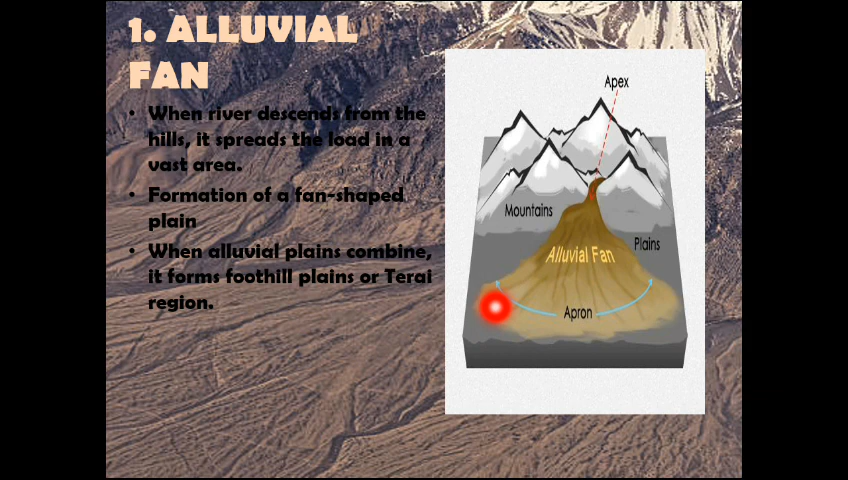 1. ALLUVIAL
FAN
• When river descends from the
hills, it spreads the load in a
vast area.
• Formation of a fan-shaped
plain
• When alluvial plains combine,
it forms foothill plains or Terai
region.
Apex
Mountains
Plains
Alluvial Fan
Apron